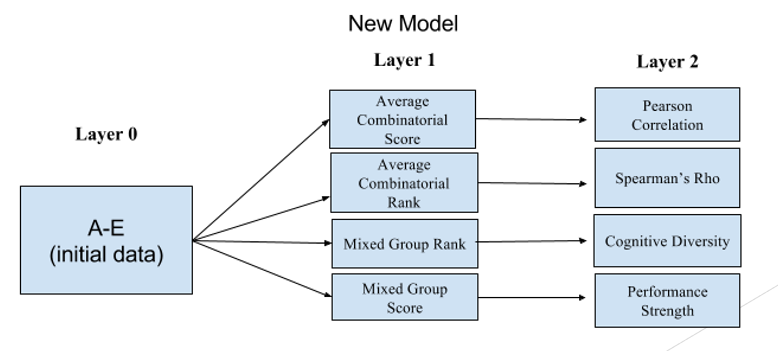 New Model
Layer 1
Layer 2
Layer 0
Average
Combinatorial
Score
Pearson
Correlation
Average
Combinatorial
Rank
Spearman's Rho
A-E
(initial data)
Mixed Group Rank
Cognitive Diversity
Mixed Group
Score
Performance
Strength